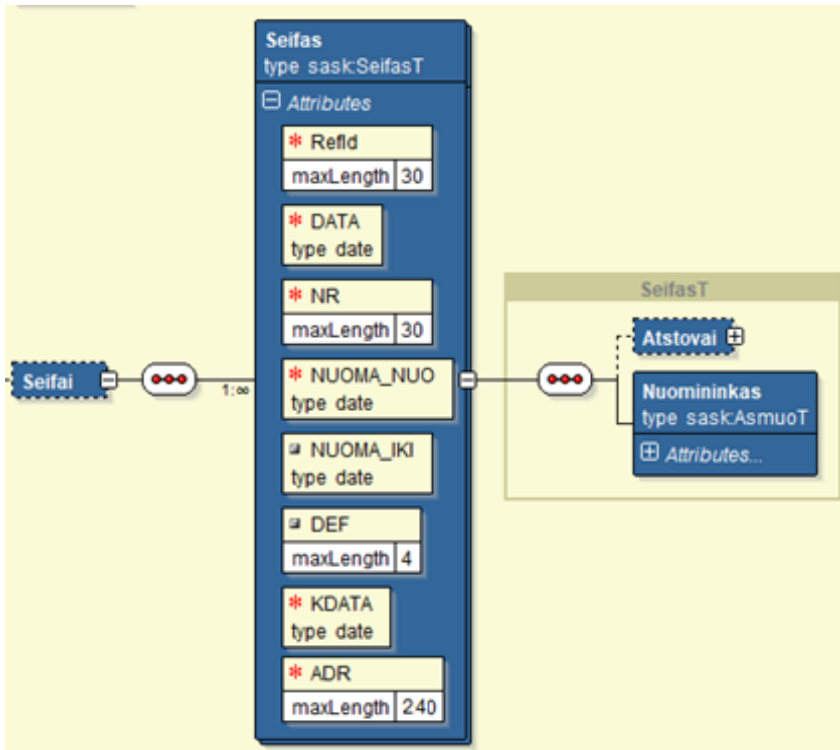 Seifas
type sask:SeifasT
Attributes
* RefId
maxLength 30
* DATA
type date
* NR
maxLength 30
* NUOMA_NUO
type date
NUOMA_IKI
type date
DEF
maxLength 4
* KDATA
type date
* ADR
maxLength 240
Seifai
1:∞
SeifasT
Atstovai
Nuomininkas
type sask:AsmuoT
Attributes...